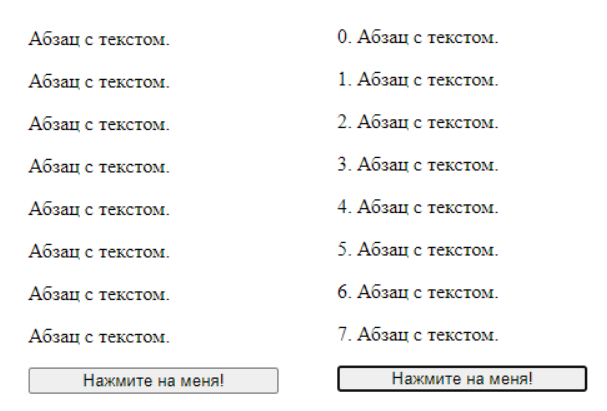 Абзац с текстом.
Абзац с текстом.
Абзац с текстом.
Абзац с текстом.
Абзац с текстом.
Абзац с текстом.
Абзац с текстом.
Абзац с текстом.
Нажмите на меня!
0. Абзац с текстом.
1. Абзац с текстом.
2. Абзац с текстом.
3. Абзац с текстом.
4. Абзац с текстом.
5. Абзац с текстом.
6. Абзац с текстом.
7. Абзац с текстом.
Нажмите на меня!